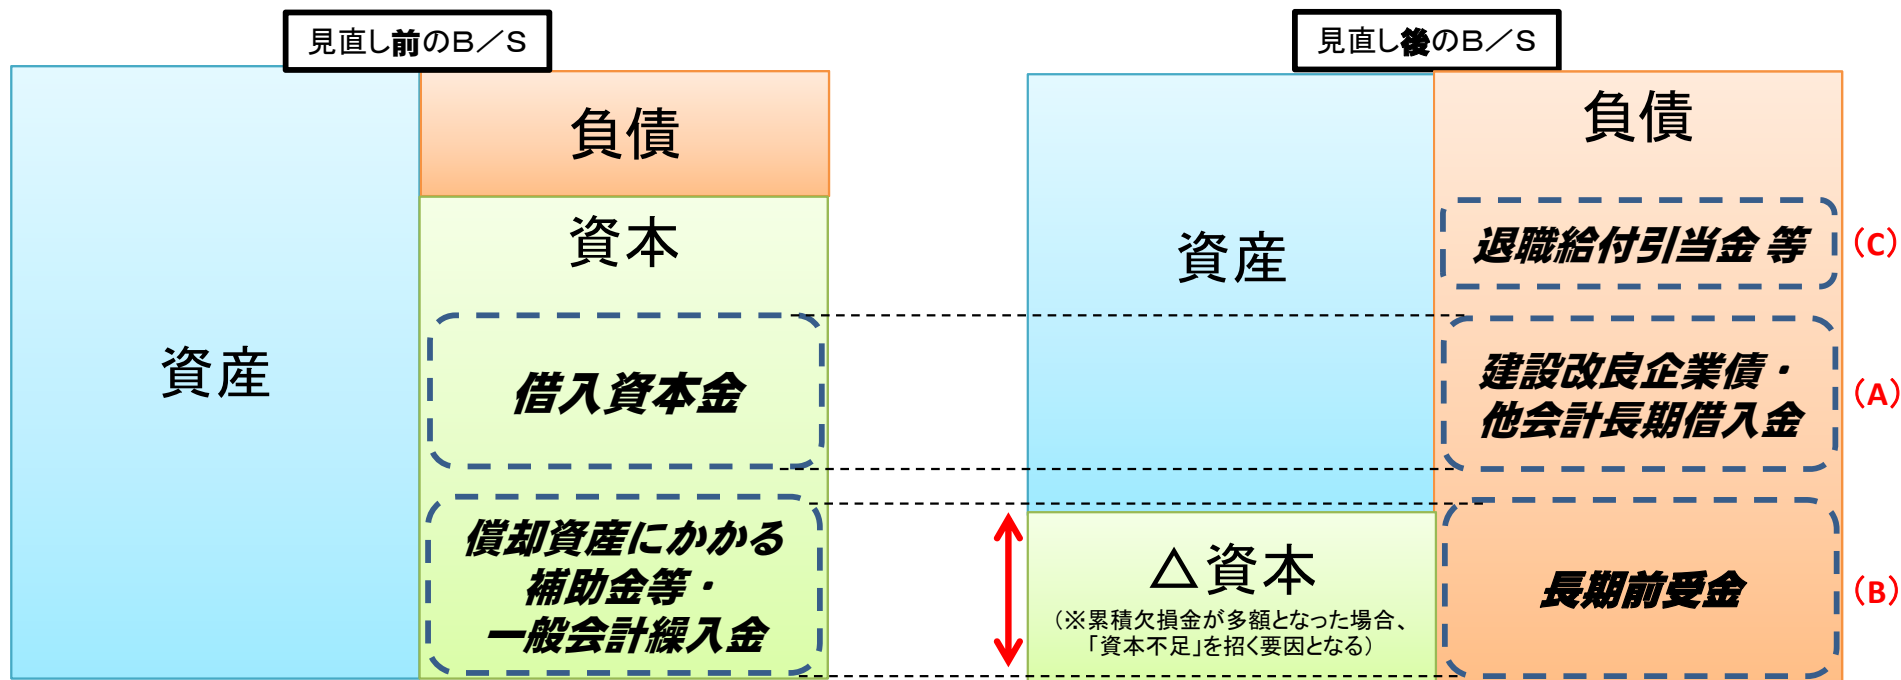 見直し前のB／S
負債
資本
資産
借入資本金
償却資産にかかる
補助金等・
一般会計繰入金
見直し後のB／S
負債
資産
退職給付引当金 等
（C）
建設改良企業債・
他会計長期借入金
（A）
△資本
（※累積欠損金が多額となった場合、
「資本不足」を招く要因となる）
長期前受金
（B）